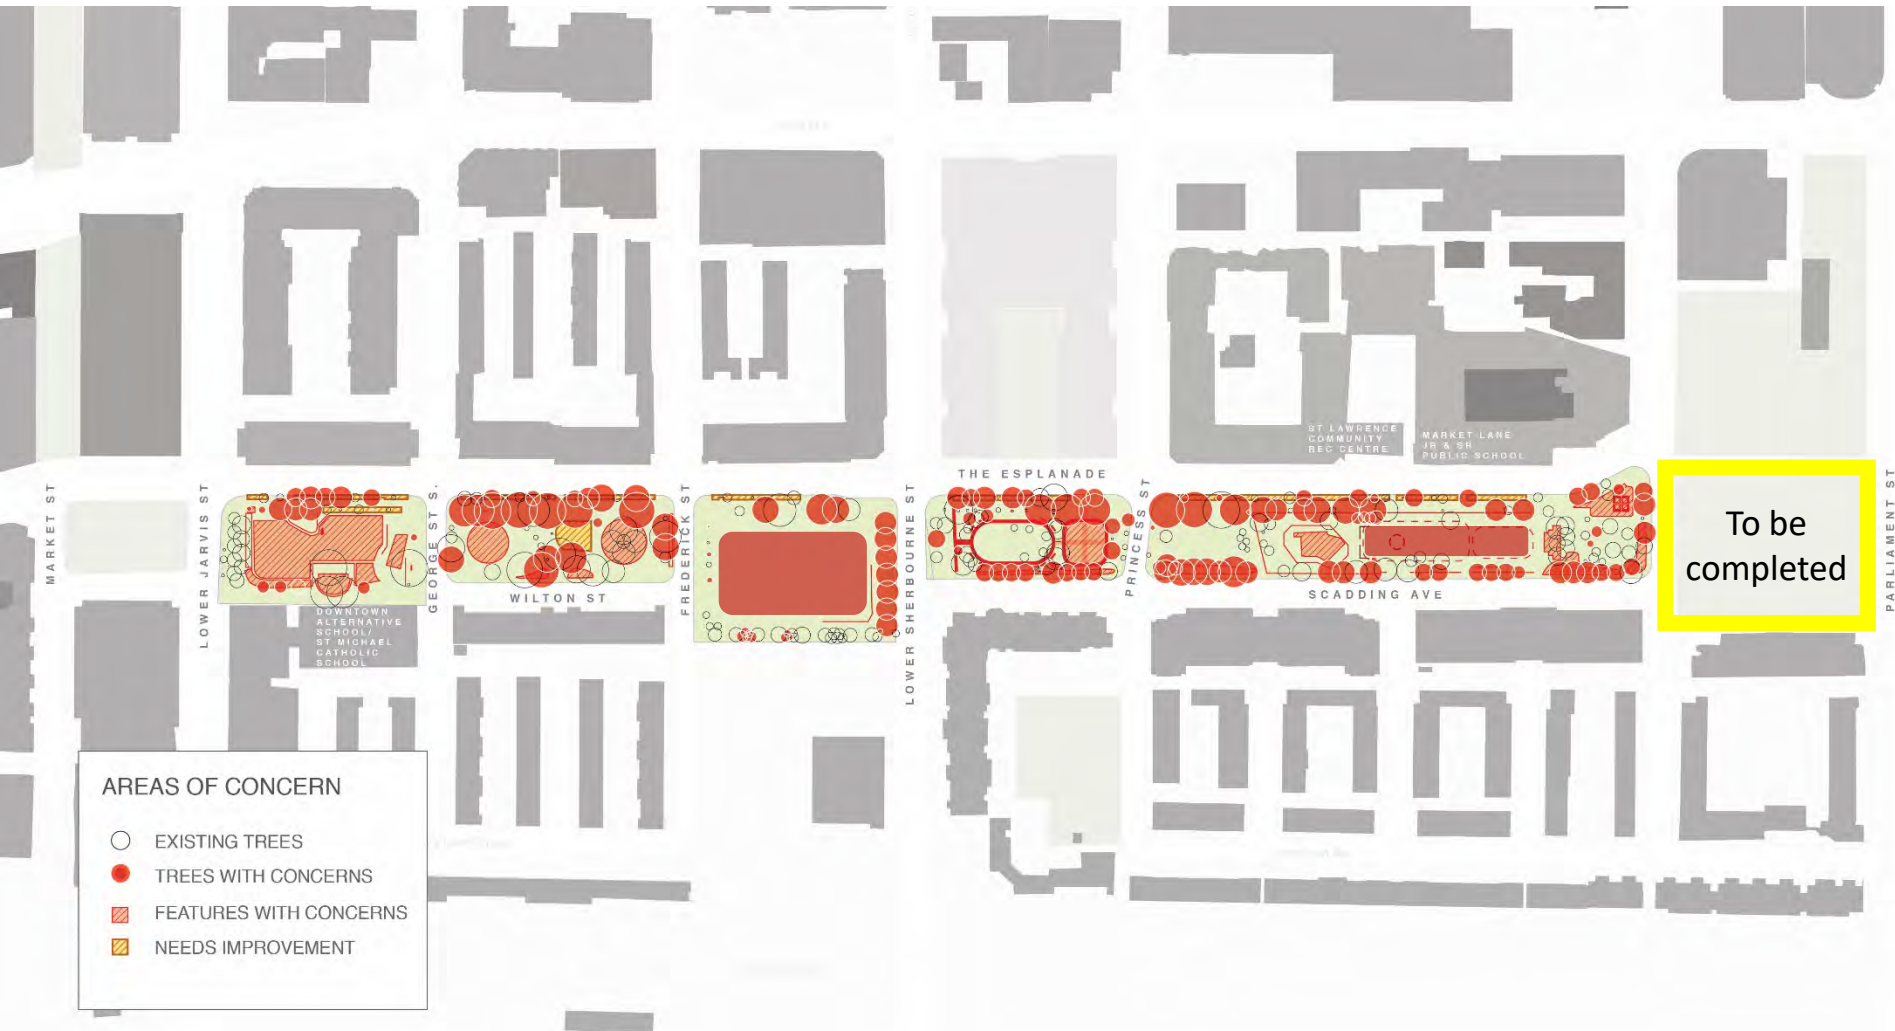 THE ESPLANADE
ST LAWRENCE
COMMUNITY
REC CENTRE
MARKET LANE
JR & SR
PUBLIC SCHOOL
MARKET ST
LOWER JARVIS ST
GEORGE ST S.
FREDERICK ST
LOWER SHERBOURNE ST
PRINCESS ST
PARLIAMENT ST
To be
completed
WILTON ST
SCADDING AVE
DOWNTOWN
ALTERNATIVE
SCHOOL/
ST MICHAEL
CATHOLIC
SCHOOL
AREAS OF CONCERN
EXISTING TREES
TREES WITH CONCERNS
FEATURES WITH CONCERNS
NEEDS IMPROVEMENT